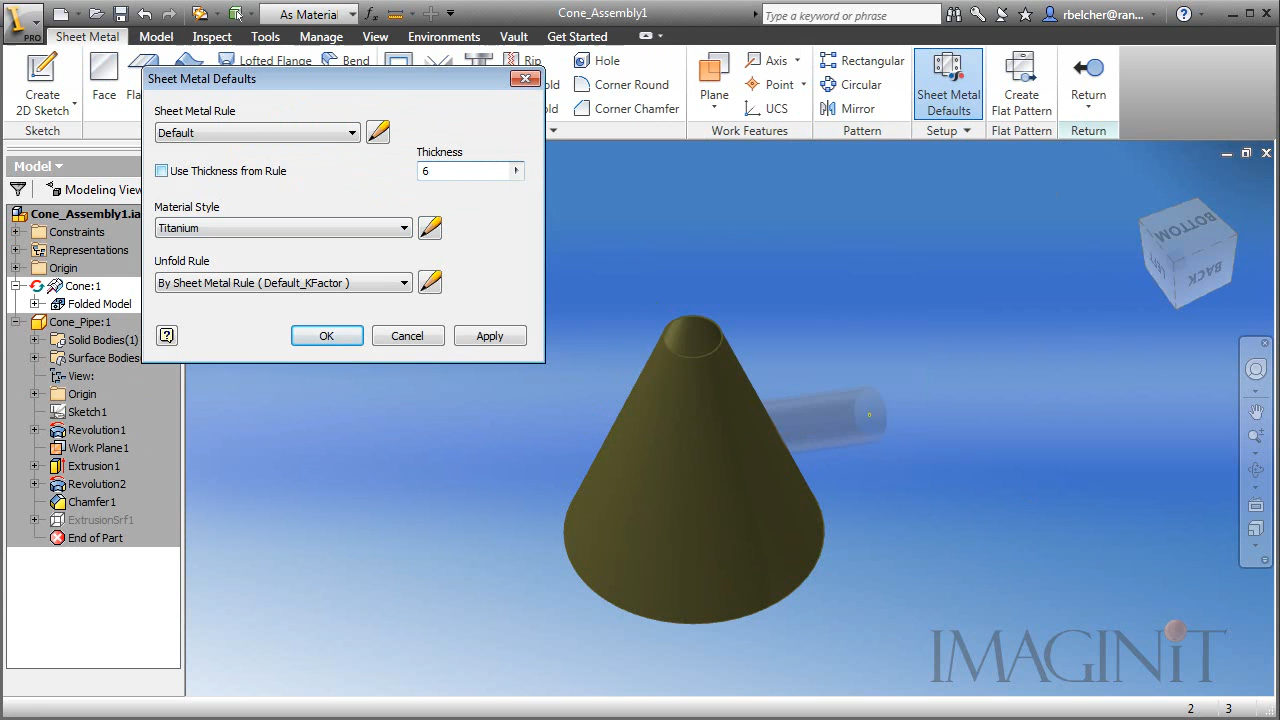 PRO
As Material
Cone_Assembly1
Type a keyword or phrase
rbelcher@ran...
Sheet Metal
Model
Inspect
Tools
Manage
View
Environments
Vault
Get Started
Create
2D Sketch
Face
Fla
Lofted Flange
Bend
Rip
Hole
Corner Round
Corner Chamfer
old
old
Plane
Axis
Point
UCS
Rectangular
Circular
Mirror
Sheet Metal
Defaults
Create
Flat Pattern
Return
Sketch
Work Features
Pattern
Setup
Flat Pattern
Return
Sheet Metal Defaults
Sheet Metal Rule
Default
Thickness
Use Thickness from Rule
6
Material Style
Titanium
Unfold Rule
By Sheet Metal Rule ( Default_KFactor )
OK
Cancel
Apply
Model
Modeling View
Cone_Assembly1.ia
Constraints
Representations
Origin
Cone:1
Folded Model
Cone_Pipe:1
Solid Bodies(1)
Surface Bodies
View:
Origin
Sketch1
Revolution1
Work Plane1
Extrusion1
Revolution2
Chamfer1
ExtrusionSrf1
End of Part
BOTTOM
LEFT
BACK
IMAGINiT
2
3